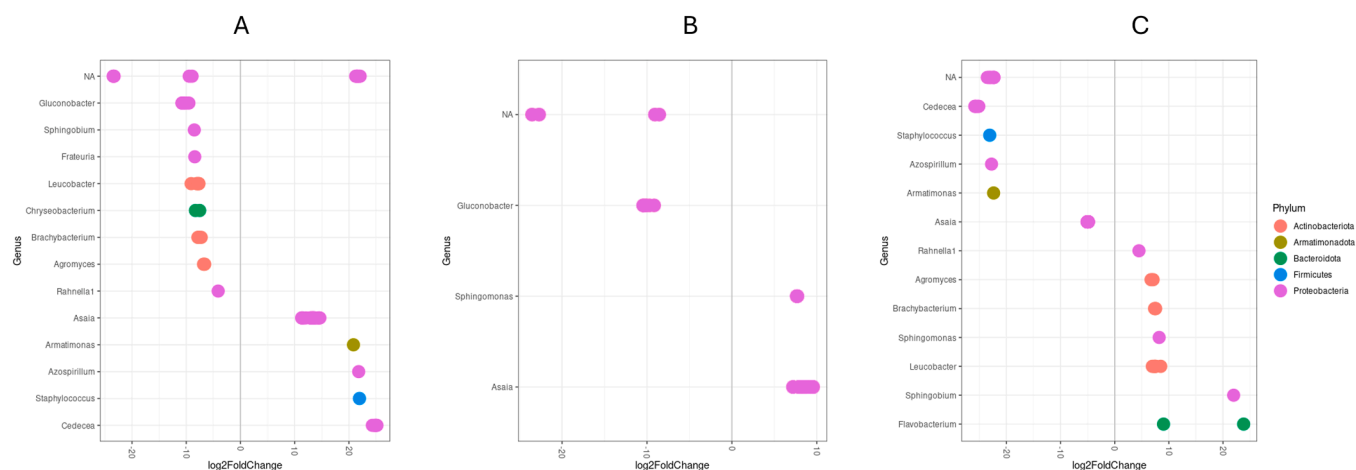 A
B
C
Genus
NA
Gluconobacter
Sphingobium
Frateuria
Leucobacter
Chryseobacterium
Brachybacterium
Agromyces
Rahnella1
Asaia
Armatimonas
Azospirillum
Staphylococcus
Cedecea
-20
-10
0
10
20
log2FoldChange
Genus
NA
Gluconobacter
Sphingomonas
Asaia
-20
-10
0
10
log2FoldChange
Genus
NA
Cedecea
Staphylococcus
Azospirillum
Armatimonas
Asaia
Rahnella1
Agromyces
Brachybacterium
Sphingomonas
Leucobacter
Sphingobium
Flavobacterium
-20
-10
0
10
20
log2FoldChange
Phylum
Actinobacteriota
Armatimonadota
Bacteroidota
Firmicutes
Proteobacteria